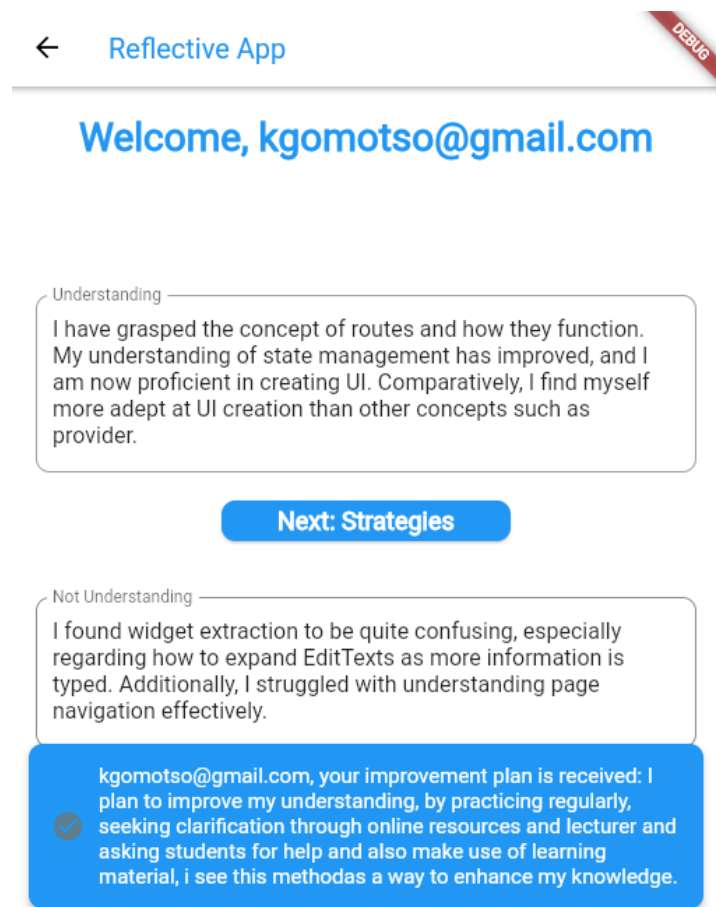 Reflective App
DEBUG
Welcome, kgomotso@gmail.com
Understanding
I have grasped the concept of routes and how they function.
My understanding of state management has improved, and I
am now proficient in creating UI. Comparatively, I find myself
more adept at UI creation than other concepts such as
provider.
Next: Strategies
Not Understanding
I found widget extraction to be quite confusing, especially
regarding how to expand EditTexts as more information is
typed. Additionally, I struggled with understanding page
navigation effectively.
kgomotso@gmail.com, your improvement plan is received: I
plan to improve my understanding, by practicing regularly,
seeking clarification through online resources and lecturer and
asking students for help and also make use of learning
material, i see this methodas a way to enhance my knowledge.